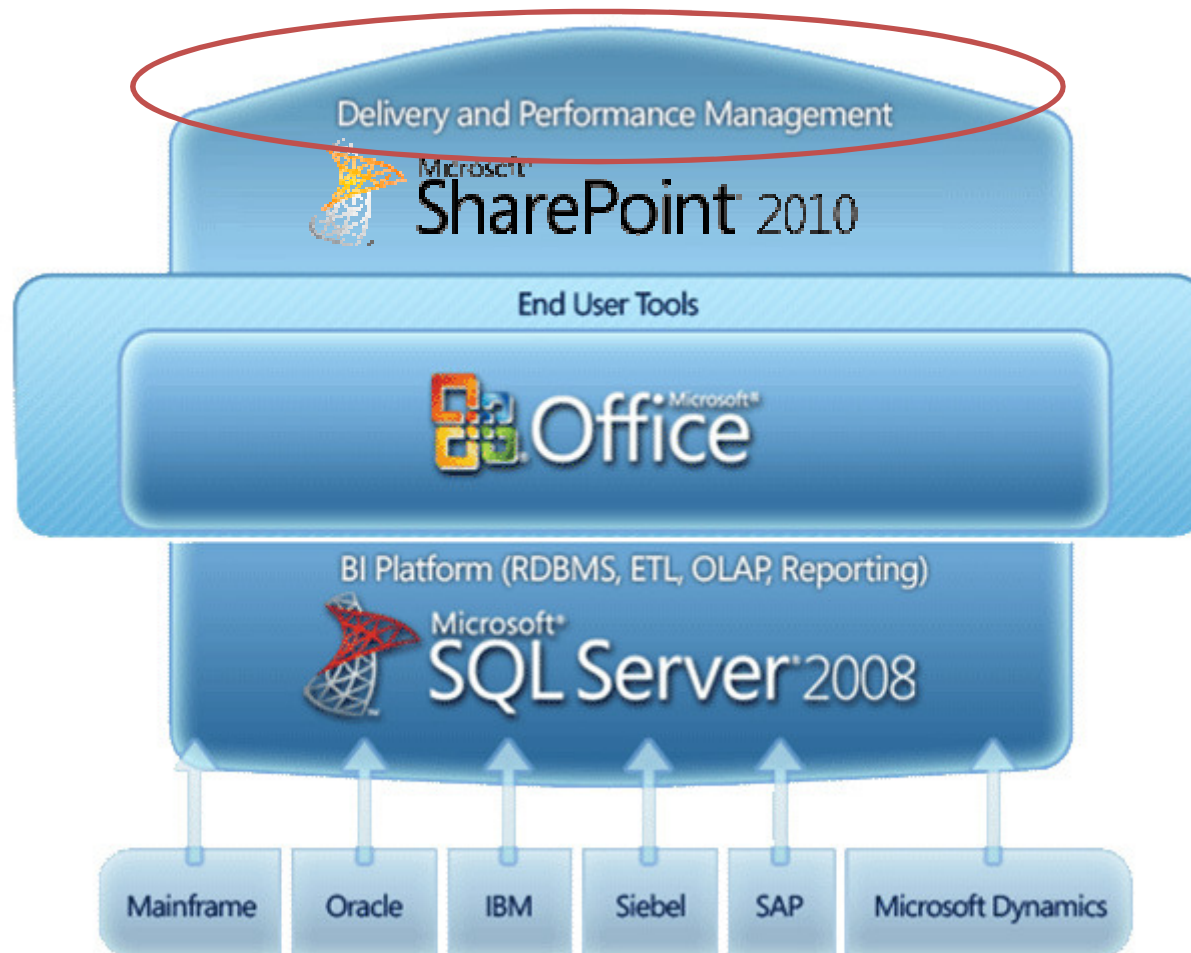 Delivery and Performance Management
Microsoft®
SharePoint 2010
End User Tools
Microsoft®
Office
BI Platform (RDBMS, ETL, OLAP, Reporting)
Microsoft®
SQL Server® 2008
Mainframe Oracle IBM Siebel SAP Microsoft Dynamics